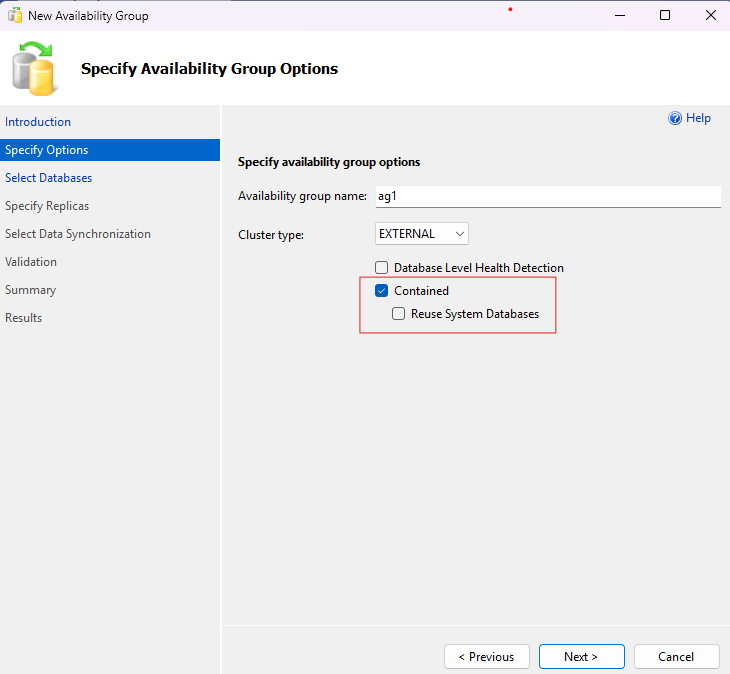 New Availability Group
Specify Availability Group Options
Introduction
Specify Options
Select Databases
Specify Replicas
Select Data Synchronization
Validation
Summary
Results
Help
Specify availability group options
Availability group name: ag1
Cluster type: EXTERNAL
Database Level Health Detection
Contained
Reuse System Databases
< Previous Next > Cancel